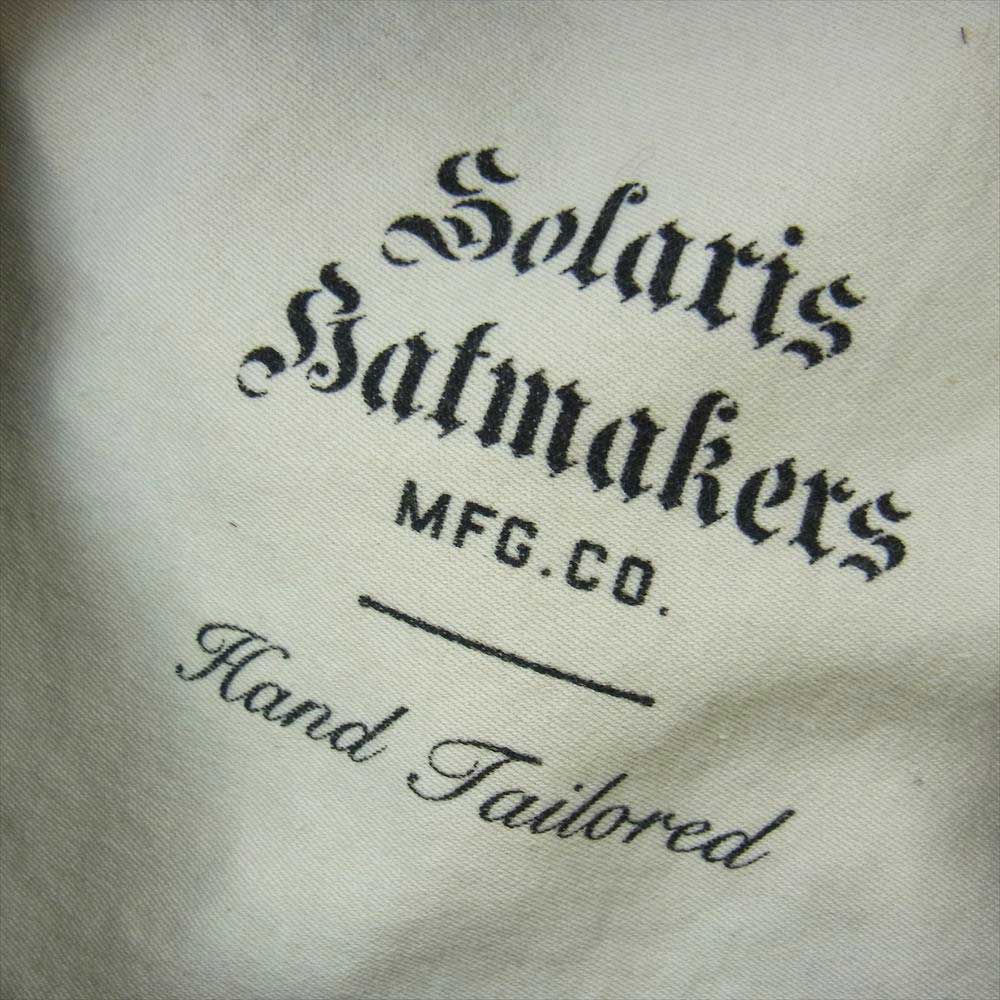 Solaris
Hatmakers
MFG.CO.
Hand Tailored